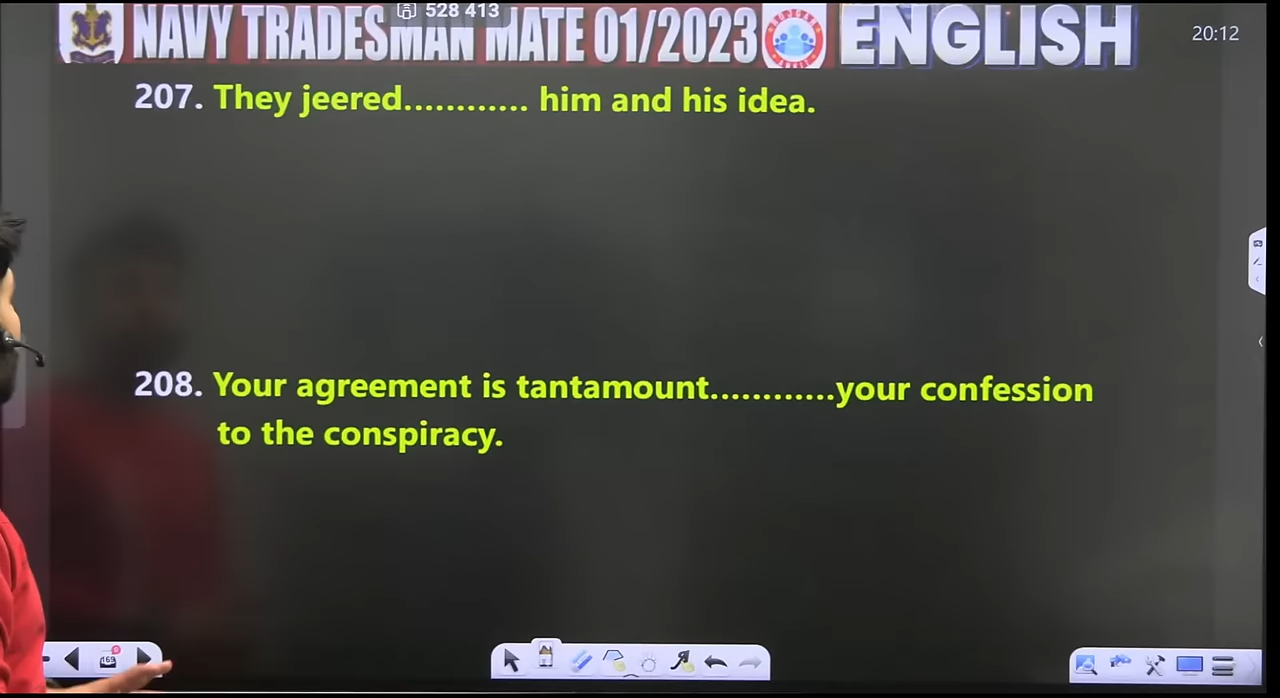 528 413
NAVY TRADESMAN MATE 01/2023 ENGLISH
20:12
207. They jeered............ him and his idea.
208. Your agreement is tantamount............your confession
to the conspiracy.
169